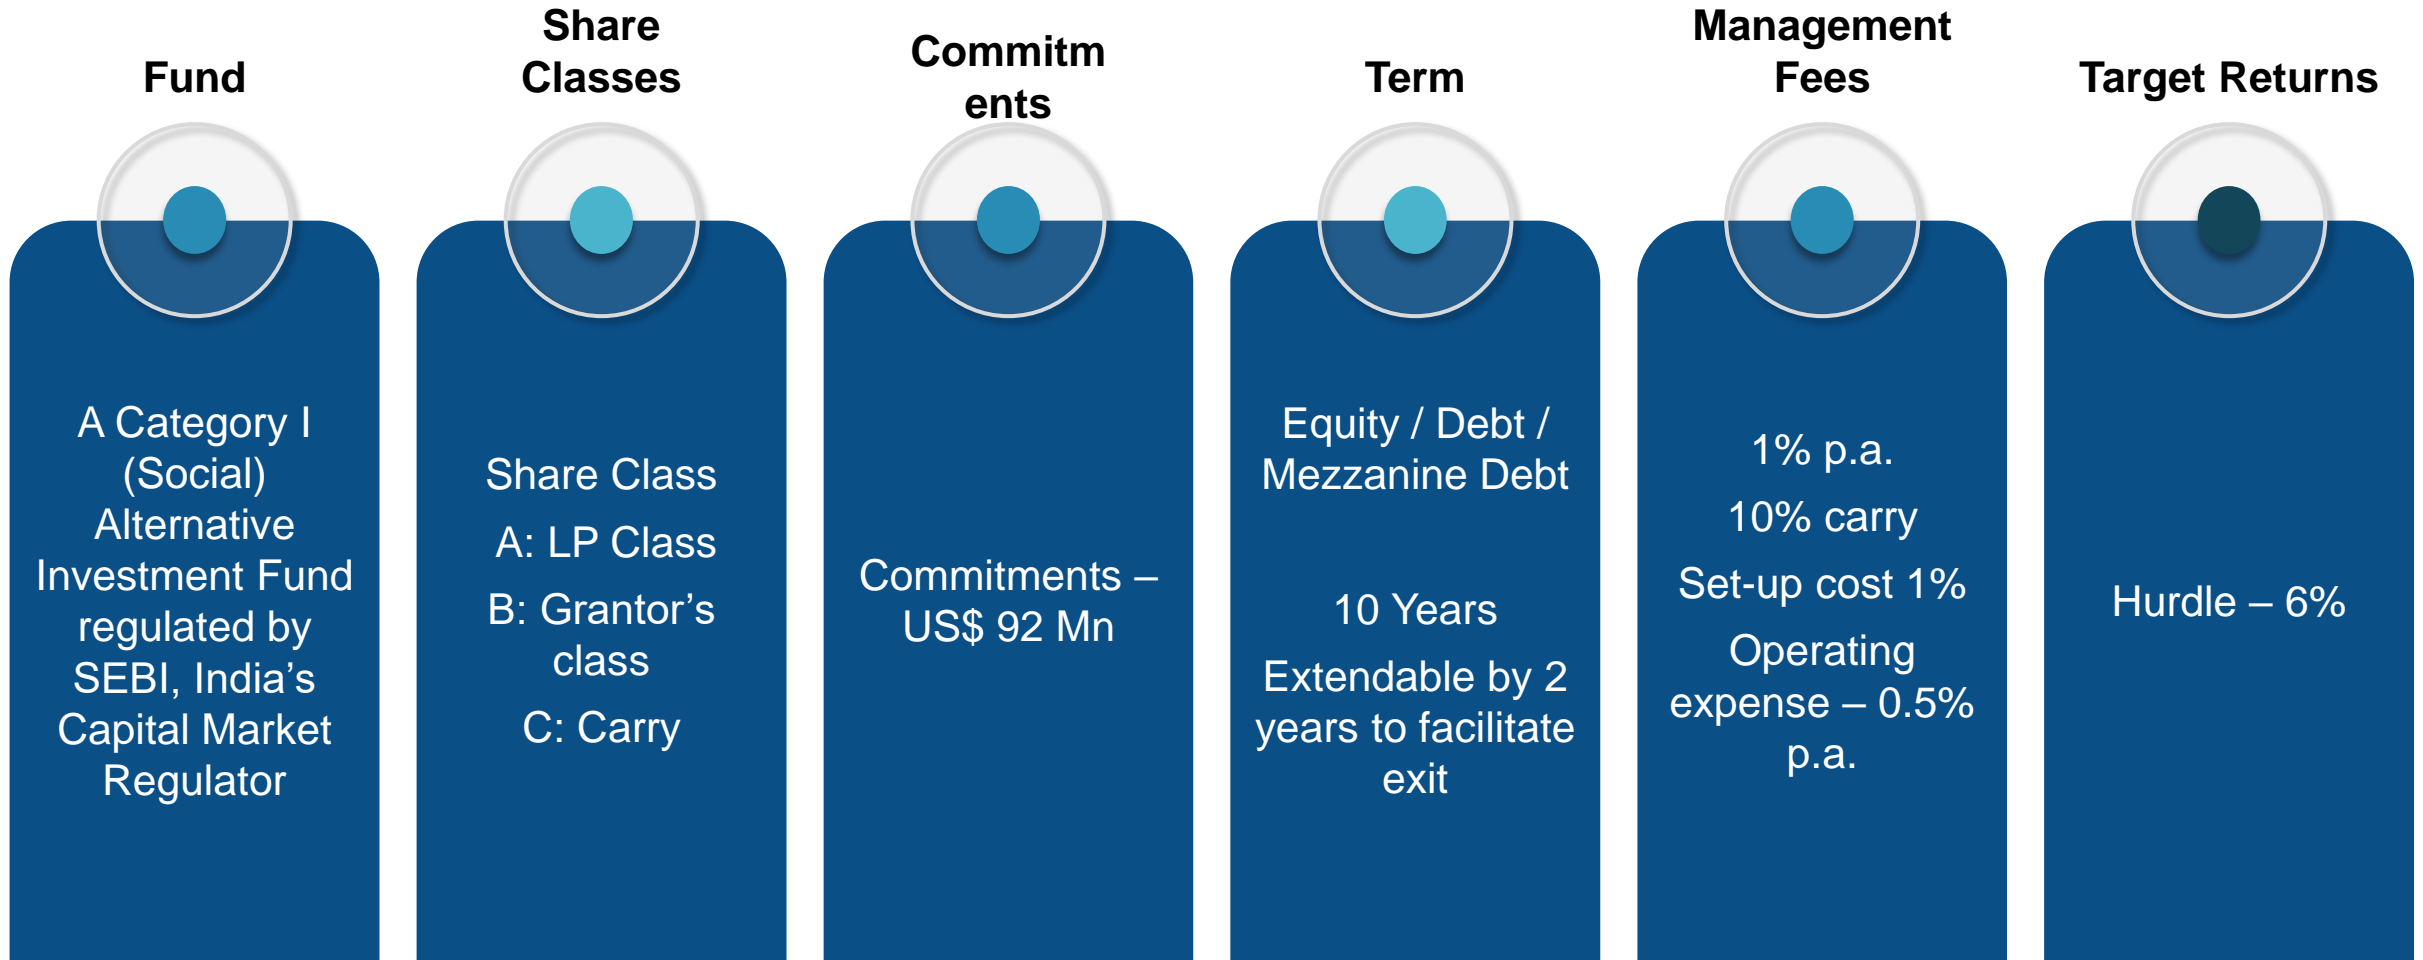 Fund
A Category I
(Social)
Alternative
Investment Fund
regulated by
SEBI, India’s
Capital Market
Regulator
Share
Classes
Share Class
A: LP Class
B: Grantor’s
class
C: Carry
Commitm
ents
Commitments –
US$ 92 Mn
Term
Equity / Debt /
Mezzanine Debt
10 Years
Extendable by 2
years to facilitate
exit
Management
Fees
1% p.a.
10% carry
Set-up cost 1%
Operating
expense – 0.5%
p.a.
Target Returns
Hurdle – 6%